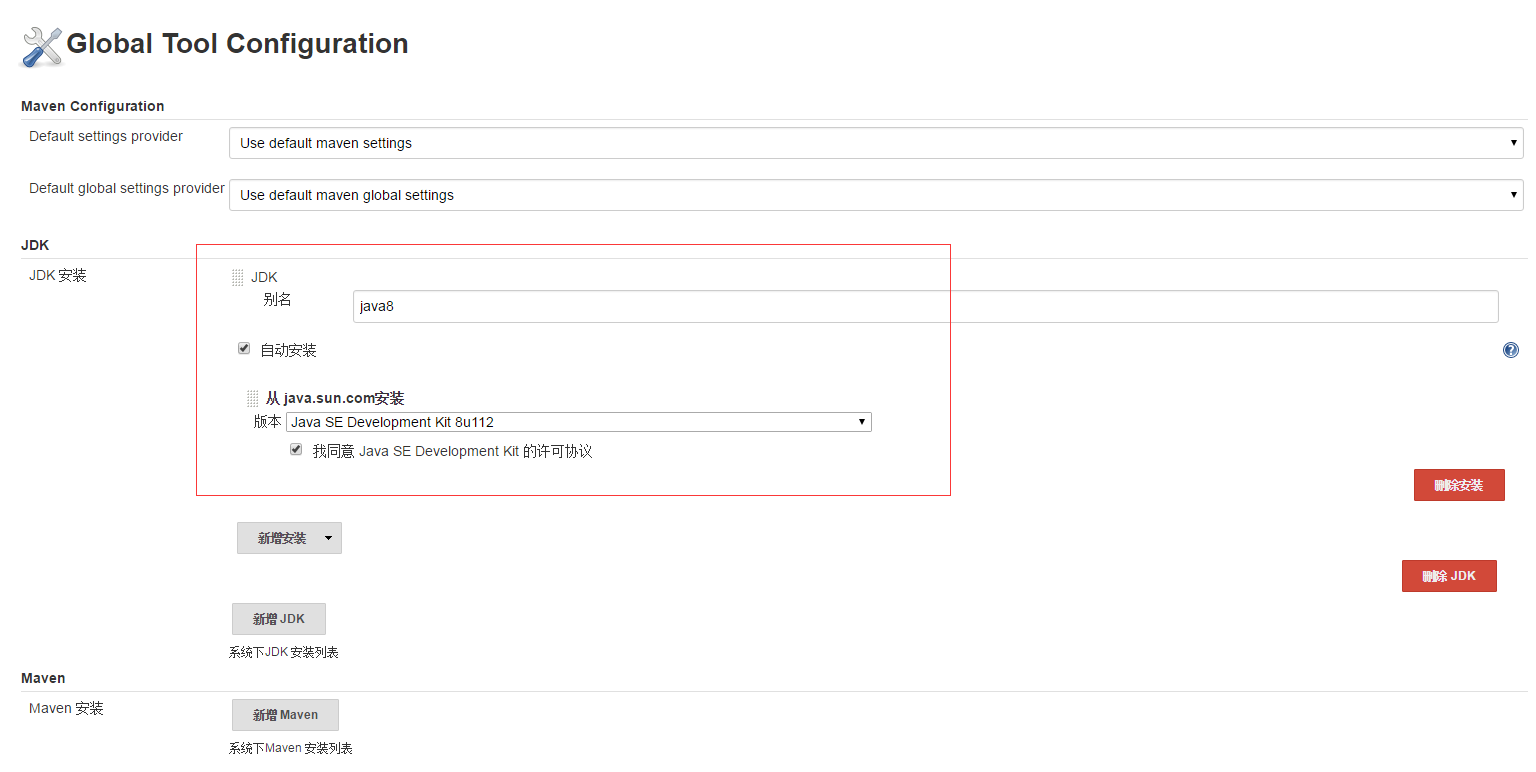 Global Tool Configuration
Maven Configuration
Default settings provider
Use default maven settings
Default global settings provider
Use default maven global settings
JDK
JDK 安装
JDK
别名
java8
自动安装
从 java.sun.com安装
版本
Java SE Development Kit 8u112
我同意 Java SE Development Kit 的许可协议
删除安装
新增安装
删除 JDK
新增 JDK
系统下JDK 安装列表
Maven
Maven 安装
新增 Maven
系统下Maven 安装列表